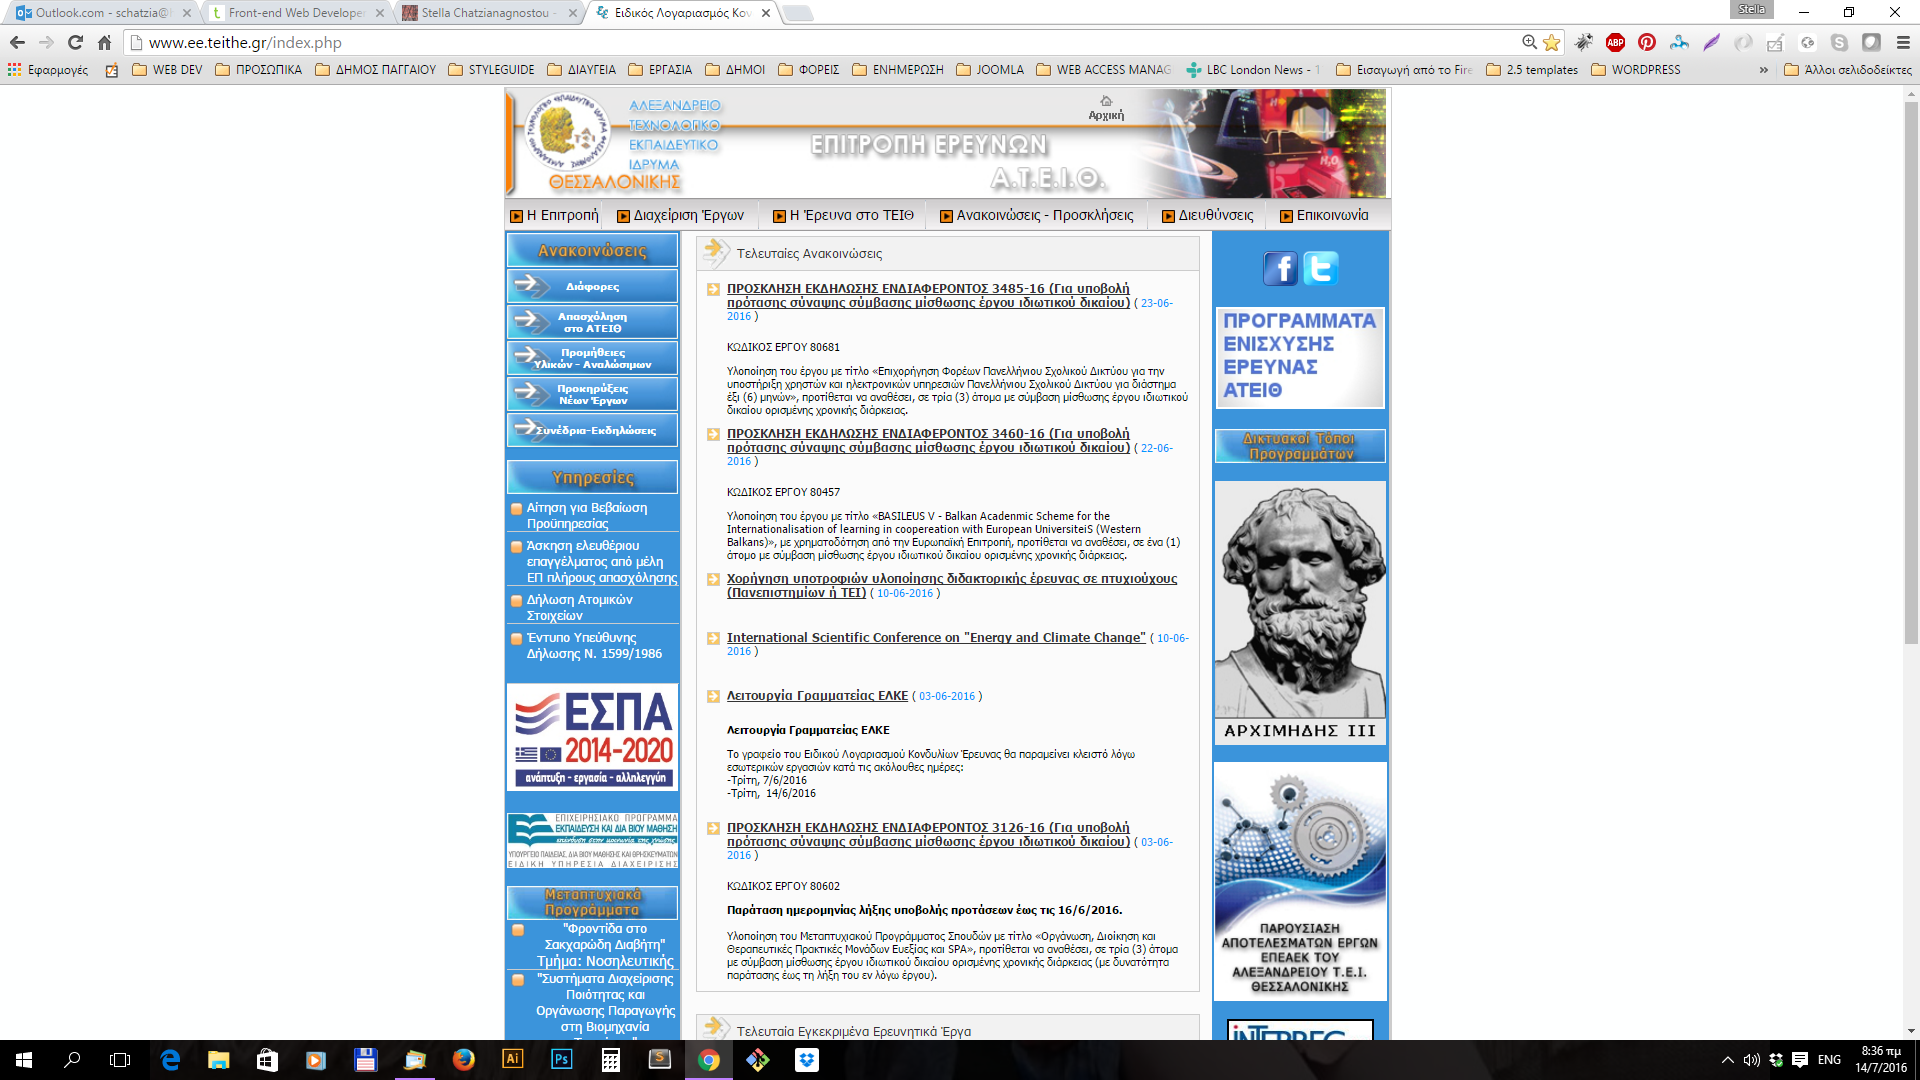 Outlook.com - schatzia@
Front-end Web Developer
Stella Chatzianagnostou -
Ειδικός Λογαριασμός Κον
Stella
www.ee.teithe.gr/index.php
ABP
Εφαρμογές
WEB DEV
ΠΡΟΣΩΠΙΚΑ
ΔΗΜΟΣ ΠΑΓΓΑΙΟΥ
STYLEGUIDE
ΔΙΑΥΓΕΙΑ
ΕΡΓΑΣΙΑ
ΔΗΜΟΙ
ΦΟΡΕΙΣ
ΕΝΗΜΕΡΩΣΗ
JOOMLA
WEB ACCESS MANAG
LBC London News - 1
Εισαγωγή από το Fire
2.5 templates
WORDPRESS
»
Άλλοι σελιδοδείκτες
ΑΛΕΞΑΝΔΡΕΙΟ
ΤΕΧΝΟΛΟΓΙΚΟ
ΕΚΠΑΙΔΕΥΤΙΚΟ
ΙΔΡΥΜΑ
ΘΕΣΣΑΛΟΝΙΚΗΣ
ΕΠΙΤΡΟΠΗ ΕΡΕΥΝΩΝ
Α.Τ.Ε.Ι.Θ.
Αρχική
Η Επιτροπή
Διαχείριση Έργων
Η Έρευνα στο ΤΕΙΘ
Ανακοινώσεις - Προσκλήσεις
Διευθύνσεις
Επικοινωνία
Ανακοινώσεις
Διάφορες
Απασχόληση
στο ΑΤΕΙΘ
Προμήθειες
Υλικών - Αναλώσιμων
Προκηρύξεις
Νέων Έργων
Συνέδρια-Εκδηλώσεις
Υπηρεσίες
Αίτηση για Βεβαίωση
Προϋπηρεσίας
Άσκηση ελευθέριου
επαγγέλματος από μέλη
ΕΠ πλήρους απασχόλησης
Δήλωση Ατομικών
Στοιχείων
Έντυπο Υπεύθυνης
Δήλωσης Ν. 1599/1986
ΕΣΠΑ
2014-2020
ανάπτυξη - εργασία - αλληλεγγύη
ΕΠΙΧΕΙΡΗΣΙΑΚΟ ΠΡΟΓΡΑΜΜΑ
ΕΚΠΑΙΔΕΥΣΗ ΚΑΙ ΔΙΑ ΒΙΟΥ ΜΑΘΗΣΗ
επένδυση στην κοινωνία της γνώσης
ΥΠΟΥΡΓΕΙΟ ΠΑΙΔΕΙΑΣ, ΔΙΑ ΒΙΟΥ ΜΑΘΗΣΗΣ ΚΑΙ ΘΡΗΣΚΕΥΜΑΤΩΝ
ΕΙΔΙΚΗ ΥΠΗΡΕΣΙΑ ΔΙΑΧΕΙΡΙΣΗΣ
Μεταπτυχιακά
Προγράμματα
"Φροντίδα στο
Σακχαρώδη Διαβήτη"
Τμήμα: Νοσηλευτικής
"Συστήματα Διαχείρισης
Ποιότητας και
Οργάνωσης Παραγωγής
στη Βιομηχανία
Τελευταίες Ανακοινώσεις
ΠΡΟΣΚΛΗΣΗ ΕΚΔΗΛΩΣΗΣ ΕΝΔΙΑΦΕΡΟΝΤΟΣ 3485-16 (Για υποβολή
πρότασης σύναψης σύμβασης μίσθωσης έργου ιδιωτικού δικαίου) ( 23-06-
2016 )
ΚΩΔΙΚΟΣ ΕΡΓΟΥ 80681
Υλοποίηση του έργου με τίτλο «Επιχορήγηση Φορέων Πανελλήνιου Σχολικού Δικτύου για την
υποστήριξη χρηστών και ηλεκτρονικών υπηρεσιών Πανελλήνιου Σχολικού Δικτύου για διάστημα
έξι (6) μηνών», προτίθεται να αναθέσει, σε τρία (3) άτομα με σύμβαση μίσθωσης έργου ιδιωτικού
δικαίου ορισμένης χρονικής διάρκειας.
ΠΡΟΣΚΛΗΣΗ ΕΚΔΗΛΩΣΗΣ ΕΝΔΙΑΦΕΡΟΝΤΟΣ 3460-16 (Για υποβολή
πρότασης σύναψης σύμβασης μίσθωσης έργου ιδιωτικού δικαίου) ( 22-06-
2016 )
ΚΩΔΙΚΟΣ ΕΡΓΟΥ 80457
Υλοποίηση του έργου με τίτλο «BASILEUS V - Balkan Academnic Scheme for the
Internationalisation of learning in coopereation with European UniversiteiS (Western
Balkans)», με χρηματοδότηση από την Ευρωπαϊκή Επιτροπή, προτίθεται να αναθέσει, σε ένα (1)
άτομο με σύμβαση μίσθωσης έργου ιδιωτικού δικαίου ορισμένης χρονικής διάρκειας.
Χορήγηση υποτροφιών υλοποίησης διδακτορικής έρευνας σε πτυχιούχους
(Πανεπιστημίων ή ΤΕΙ) ( 10-06-2016 )
International Scientific Conference on "Energy and Climate Change" ( 10-06-
2016 )
Λειτουργία Γραμματείας ΕΛΚΕ ( 03-06-2016 )
Λειτουργία Γραμματείας ΕΛΚΕ
Το γραφείο του Ειδικού Λογαριασμού Κονδυλίων Έρευνας θα παραμείνει κλειστό λόγω
εσωτερικών εργασιών κατά τις ακόλουθες ημέρες:
-Τρίτη, 7/6/2016
-Τρίτη,  14/6/2016
ΠΡΟΣΚΛΗΣΗ ΕΚΔΗΛΩΣΗΣ ΕΝΔΙΑΦΕΡΟΝΤΟΣ 3126-16 (Για υποβολή
πρότασης σύναψης σύμβασης μίσθωσης έργου ιδιωτικού δικαίου) ( 03-06-
2016 )
ΚΩΔΙΚΟΣ ΕΡΓΟΥ 80602
Παράταση ημερομηνίας λήξης υποβολής προτάσεων έως τις 16/6/2016.
Υλοποίηση του Μεταπτυχιακού Προγράμματος Σπουδών με τίτλο «Οργάνωση, Διοίκηση και
Θεραπευτικές Πρακτικές Μονάδων Ευεξίας και SPA», προτίθεται να αναθέσει, σε τρία (3) άτομα
με σύμβαση μίσθωσης έργου ιδιωτικού δικαίου ορισμένης χρονικής διάρκειας (με δυνατότητα
παράτασης έως τη λήξη του εν λόγω έργου).
Τελευταία Εγκεκριμένα Ερευνητικά Έργα
ΠΡΟΓΡΑΜΜΑΤΑ
ΕΝΙΣΧΥΣΗΣ
ΕΡΕΥΝΑΣ
ΑΤΕΙΘ
Δικτυακοί Τόποι
Προγραμμάτων
ΑΡΧΙΜΗΔΗΣ ΙΙΙ
ΠΑΡΟΥΣΙΑΣΗ
ΑΠΟΤΕΛΕΣΜΑΤΩΝ ΕΡΓΩΝ
ΕΠΕΑΕΚ ΤΟΥ
ΑΛΕΞΑΝΔΡΕΙΟΥ Τ.Ε.Ι.
ΘΕΣΣΑΛΟΝΙΚΗΣ
INTERREG
ENG
8:36 πμ
14/7/2016